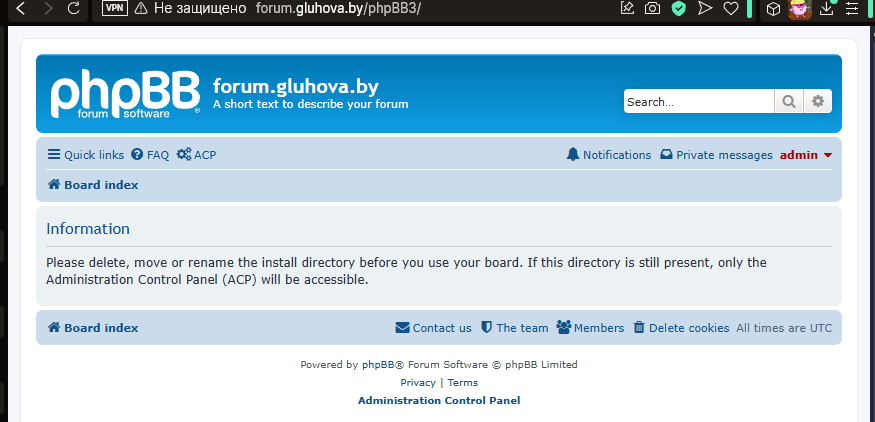 VPN Не защищено forum.gluhova.by/phpBB3/
phpBB®
forum software
forum.gluhova.by
A short text to describe your forum
Search...
Quick links FAQ ACP Notifications Private messages admin
Board index
Information
Please delete, move or rename the install directory before you use your board. If this directory is still present, only the
Administration Control Panel (ACP) will be accessible.
Board index Contact us The team Members Delete cookies All times are UTC
Powered by phpBB® Forum Software © phpBB Limited
Privacy | Terms
Administration Control Panel